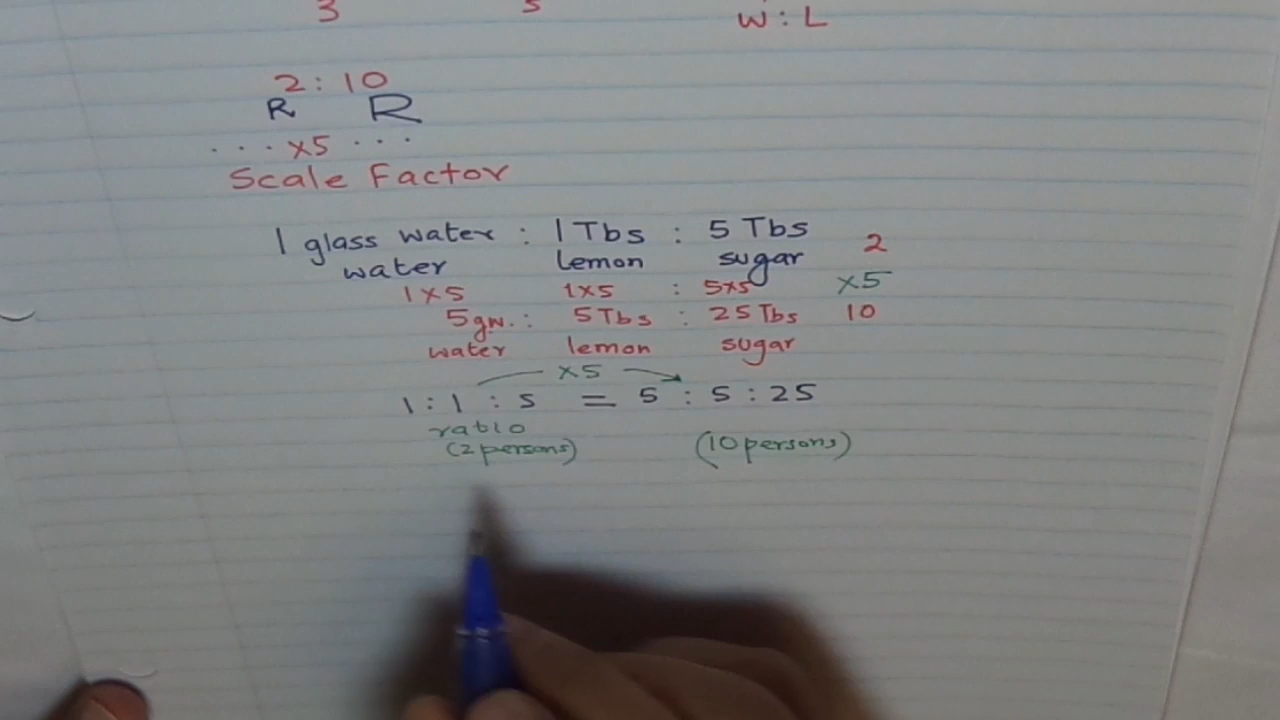 3 5 W : L
2 : 10
R R
... x5 ...
Scale Factor
1 glass water : 1 Tbs : 5 Tbs 2
water lemon sugar
1x5 1x5 : 5x5 x5
5gw. : 5 Tbs : 25 Tbs 10
water lemon sugar
x5
1 : 1 : 5 = 5 : 5 : 25
ratio
(2 persons) (10 persons)